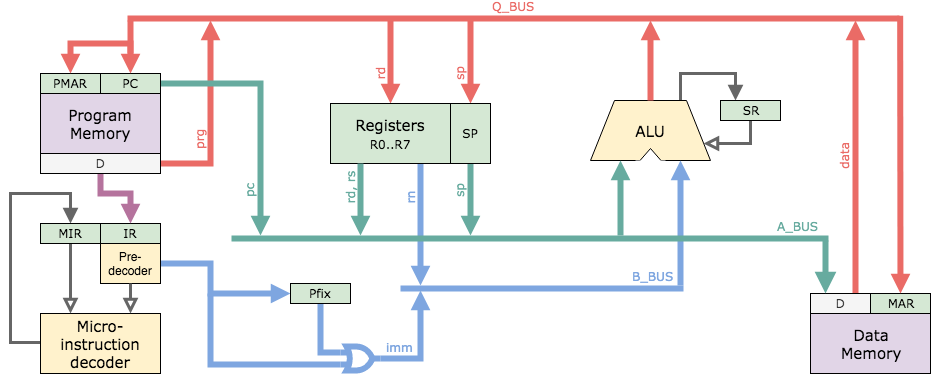 Q_BUS
PMAR
PC
Program
Memory
D
prg
pc
rd
sp
Registers
R0..R7
SP
rd, rs
rn
sp
ALU
SR
data
A_BUS
MIR
IR
Pre-
decoder
Micro-
instruction
decoder
Pfix
imm
B_BUS
D
MAR
Data
Memory